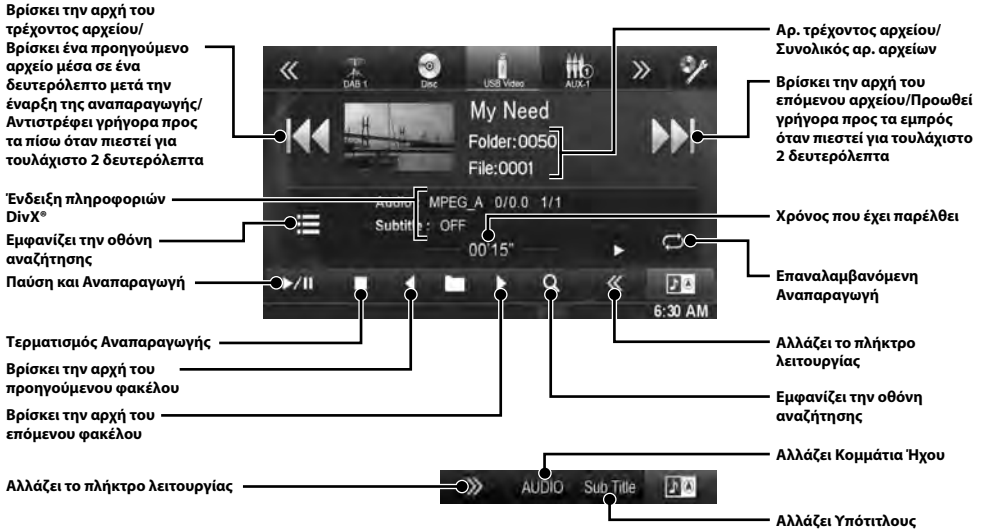 Βρίσκει την αρχή του
τρέχοντος αρχείου/
Βρίσκει ένα προηγούμενο
αρχείο μέσα σε ένα
δευτερόλεπτο μετά την
έναρξη της αναπαραγωγής/
Αντιστρέφει γρήγορα προς
τα πίσω όταν πιεστεί για
τουλάχιστο 2 δευτερόλεπτα
Ένδειξη πληροφοριών
DivX®
Εμφανίζει την οθόνη
αναζήτησης
Παύση και Αναπαραγωγή
Τερματισμός Αναπαραγωγής
Βρίσκει την αρχή του
προηγούμενου φακέλου
Βρίσκει την αρχή του
επόμενου φακέλου
Αλλάζει το πλήκτρο λειτουργίας
DAB 1
Disc
USB Video
AUX-1
My Need
Folder:0050
File:0001
Audio MPEG_A 0/0.0 1/1
Subtitle : OFF
00'15"
6:30 AM
AUDIO
Sub Title
Αρ. τρέχοντος αρχείου/
Συνολικός αρ. αρχείων
Βρίσκει την αρχή του
επόμενου αρχείου/Προωθεί
γρήγορα προς τα εμπρός
όταν πιεστεί για τουλάχιστο
2 δευτερόλεπτα
Χρόνος που έχει παρέλθει
Επαναλαμβανόμενη
Αναπαραγωγή
Αλλάζει το πλήκτρο
λειτουργίας
Εμφανίζει την οθόνη
αναζήτησης
Αλλάζει Κομμάτια Ήχου
Αλλάζει Υπότιτλους